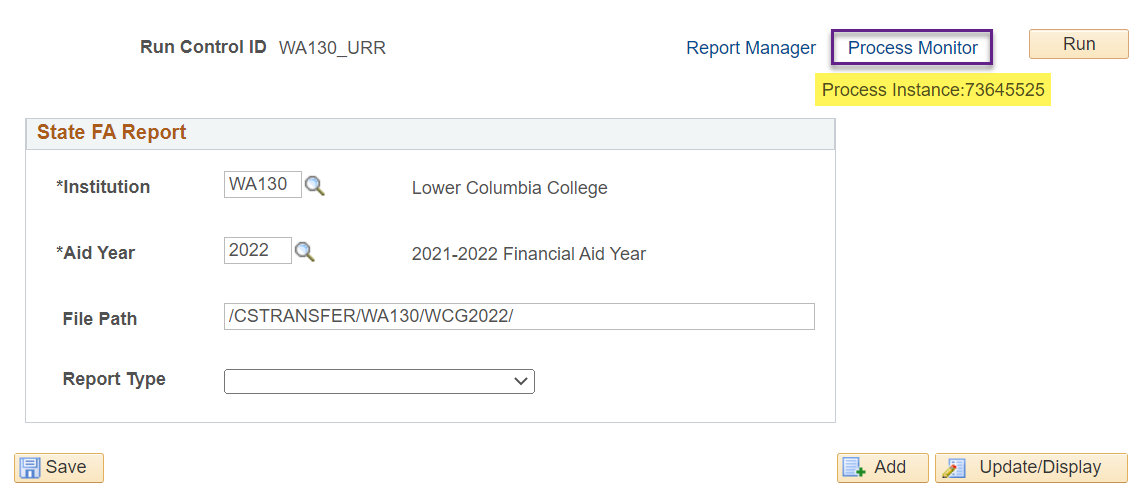 Run Control ID WA130_URR Report Manager Process Monitor Run
Process Instance:73645525
State FA Report
*Institution WA130 Lower Columbia College
*Aid Year 2022 2021-2022 Financial Aid Year
File Path /CSTRANSFER/WA130/WCG2022/
Report Type
Save Add Update/Display